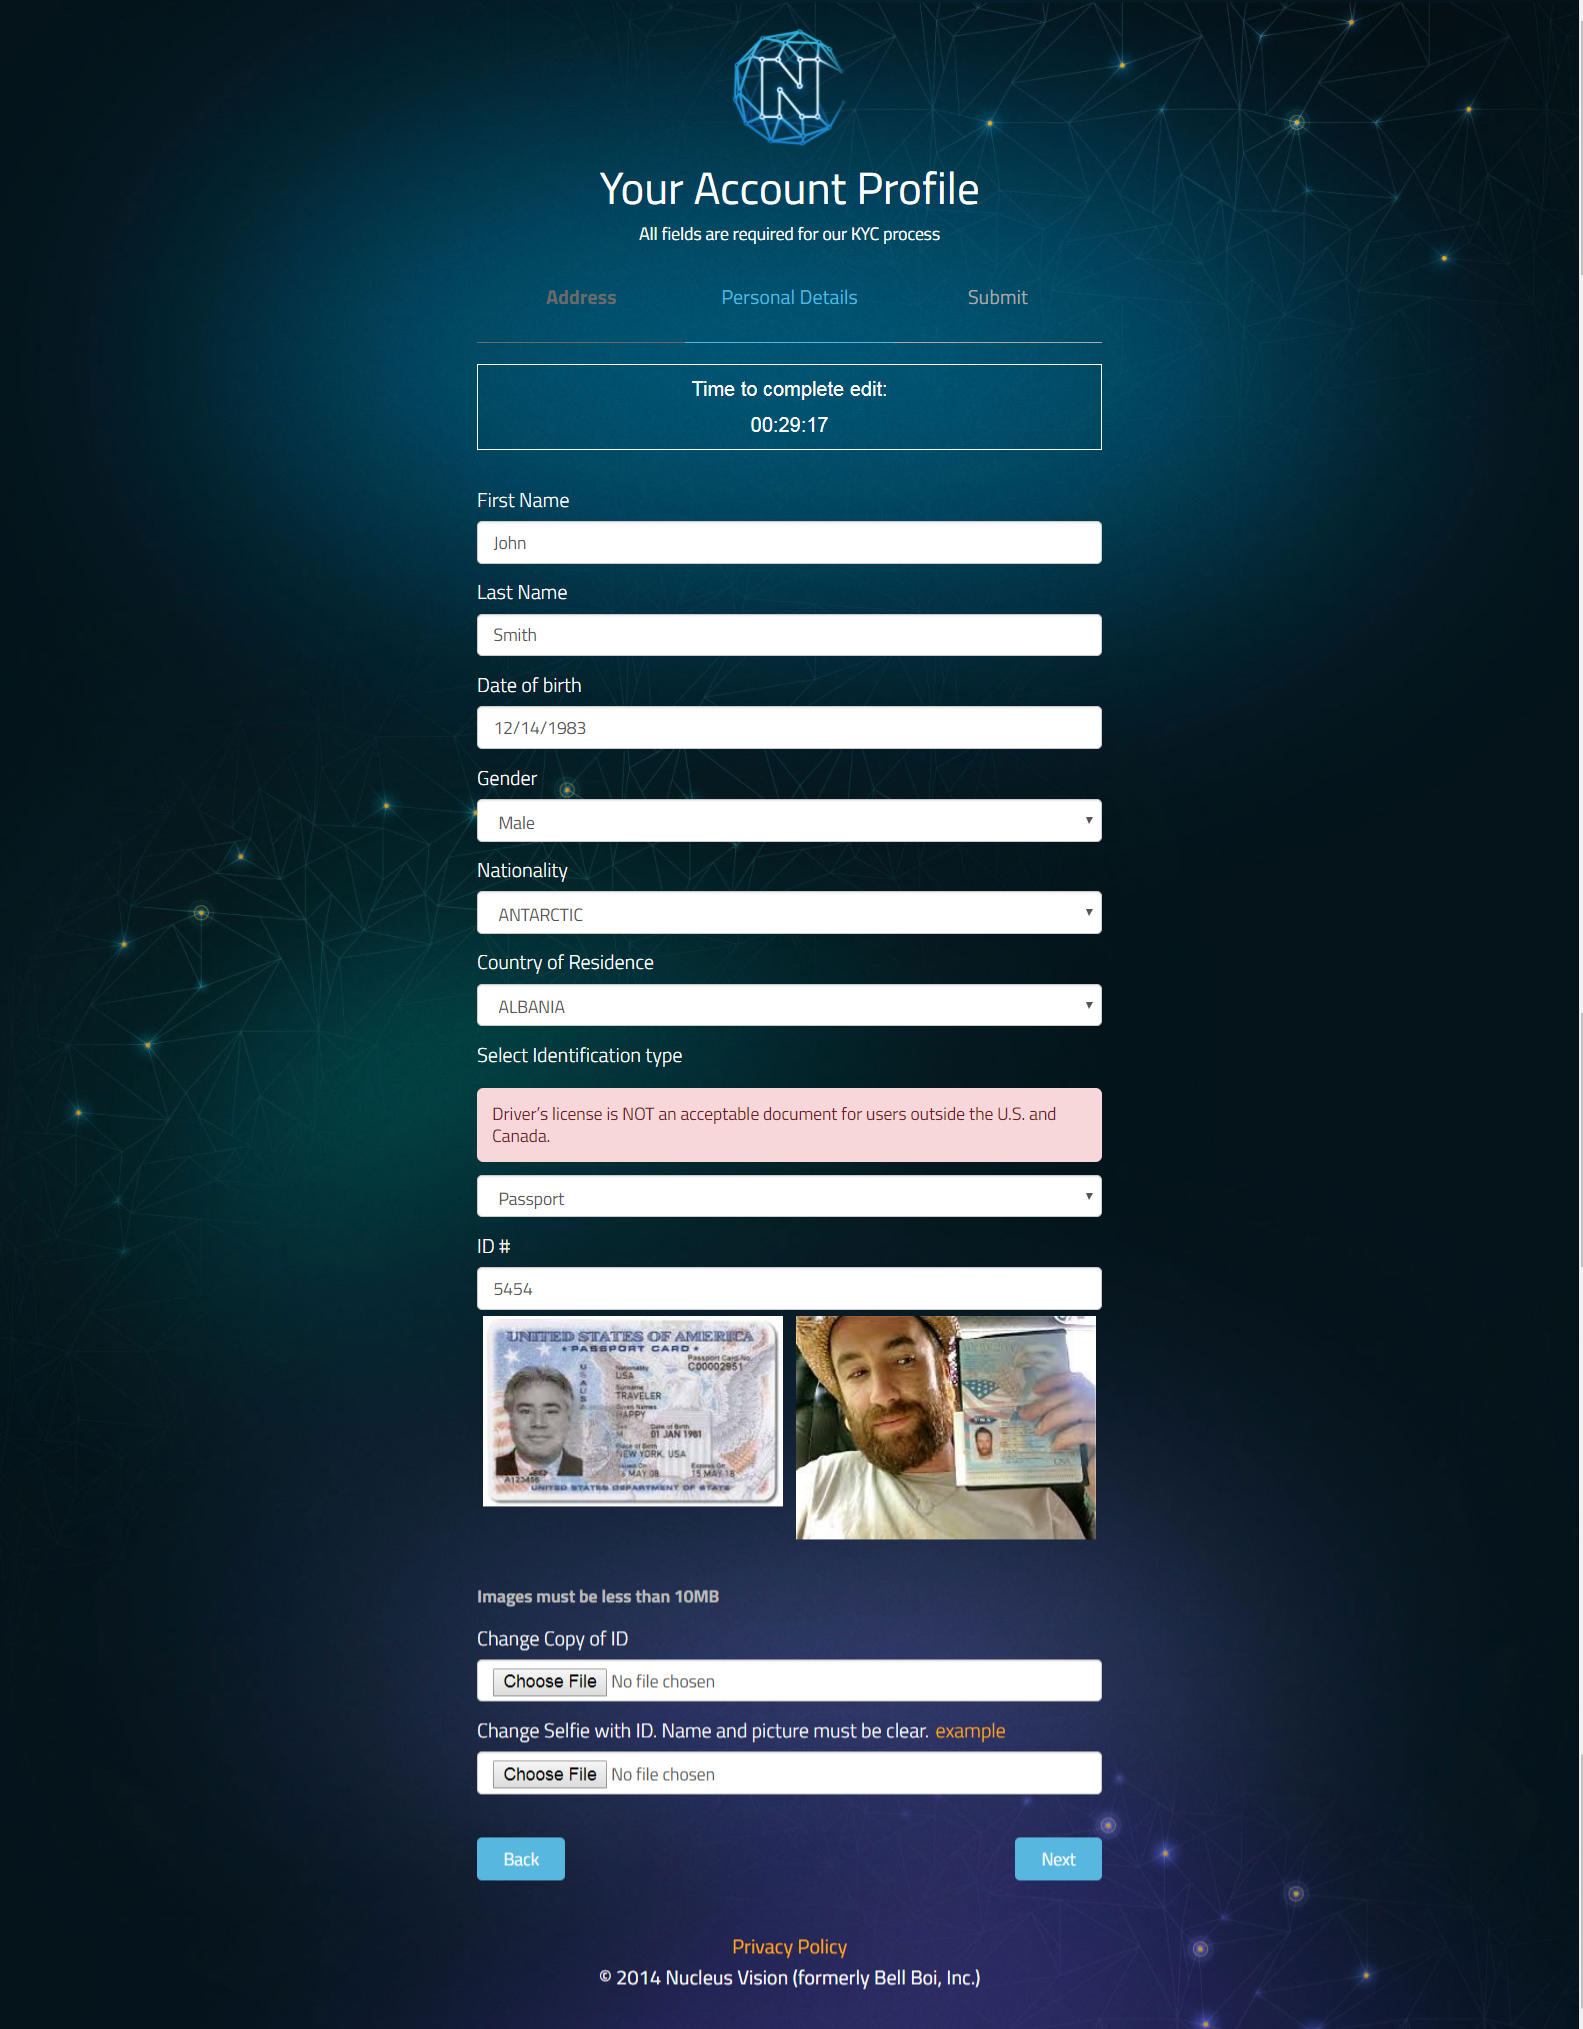 N
Your Account Profile
All fields are required for our KYC process
Address
Personal Details
Submit
Time to complete edit:
00:29:17
First Name
John
Last Name
Smith
Date of birth
12/14/1983
Gender
Male
Nationality
ANTARCTIC
Country of Residence
ALBANIA
Select Identification type
Driver’s license is NOT an acceptable document for users outside the U.S. and
Canada.
Passport
ID #
5454
UNITED STATES OF AMERICA
PASSPORT CARD
Passport Card No.
C00002951
USA
Nationality
USA
Surname
TRAVELER
Given Names
HAPPY
Sex
M
Date of Birth
01 JAN 1981
Place of Birth
NEW YORK, USA
Issued On
Expires On
16 MAY 08
15 MAY 18
A123456
UNITED STATES DEPARTMENT OF STATE
Images must be less than 10MB
Change Copy of ID
Choose File No file chosen
Change Selfie with ID. Name and picture must be clear. example
Choose File No file chosen
Back
Next
Privacy Policy
© 2014 Nucleus Vision (formerly Bell Boi, Inc.)